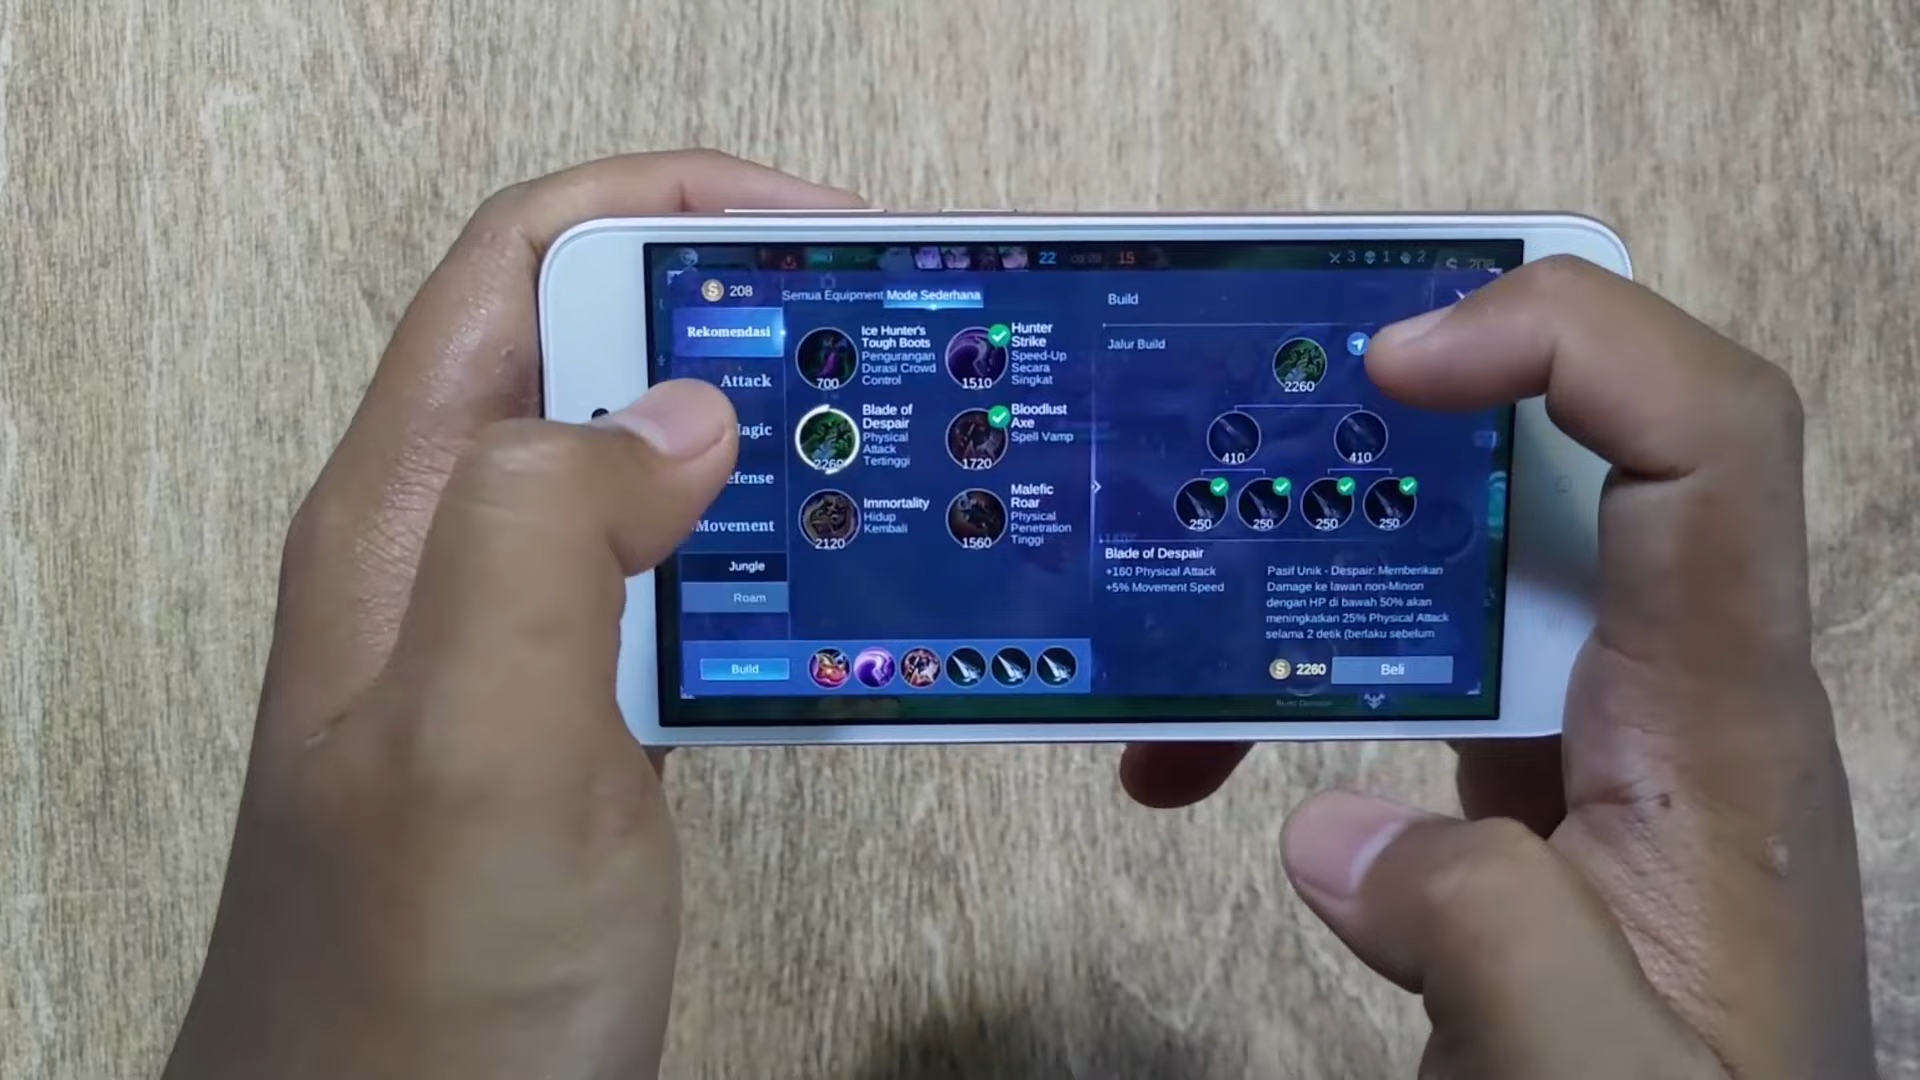 22
15
3 1 2
208
Semua Equipment
Mode Sederhana
Rekomendasi
Attack
Movement
Jungle
Roam
Build
Ice Hunter's
Tough Boots
Pengurangan
Durasi Crowd
Control
700
Hunter
Strike
Speed-Up
Secara
Singkat
1510
Blade of
Despair
Physical
Attack
Tertinggi
2260
Bloodlust
Axe
Spell Vamp
1720
Immortality
Hidup
Kembali
2120
Malefic
Roar
Physical
Penetration
Tinggi
1560
Build
Jalur Build
2260
410
410
250
250
250
250
Blade of Despair
+160 Physical Attack
+5% Movement Speed
Pasif Unik - Despair: Memberikan
Damage ke lawan non-Minion
dengan HP di bawah 50% akan
meningkatkan 25% Physical Attack
selama 2 detik (berlaku sebelum
2260
Beli